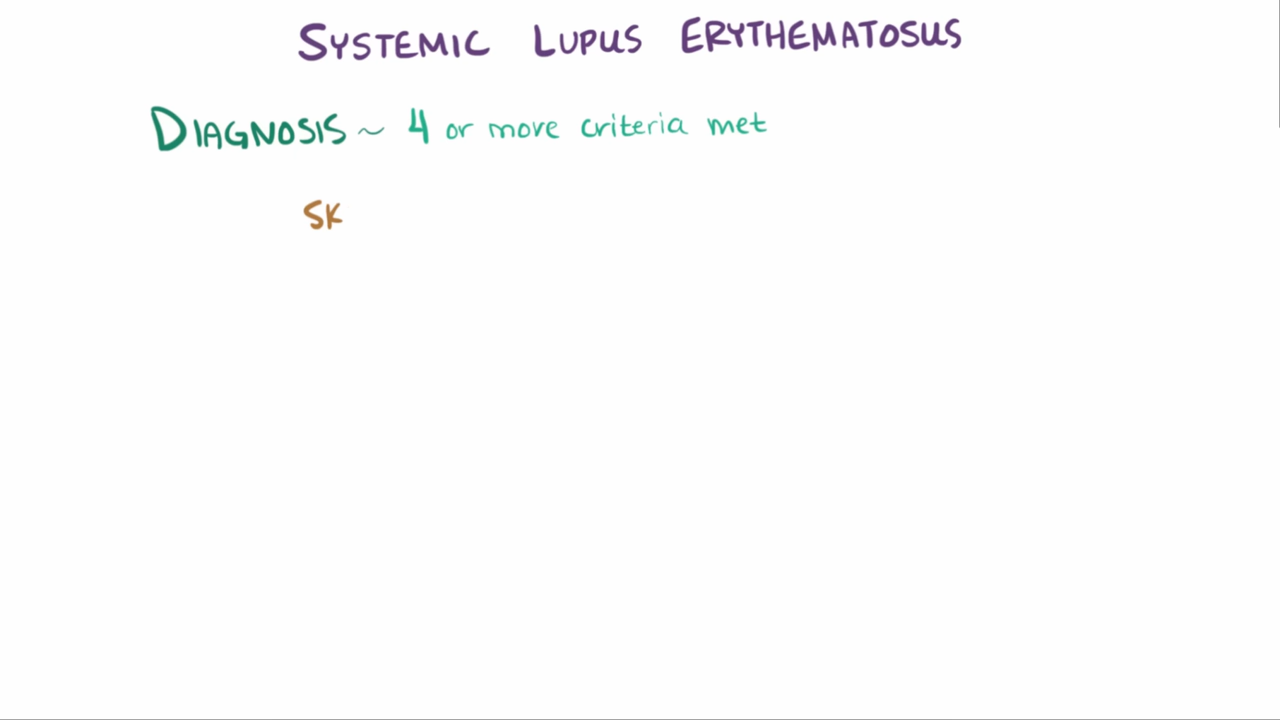 SYSTEMIC LUPUS ERYTHEMATOSUS
DIAGNOSIS ~ 4 or more criteria met
SK